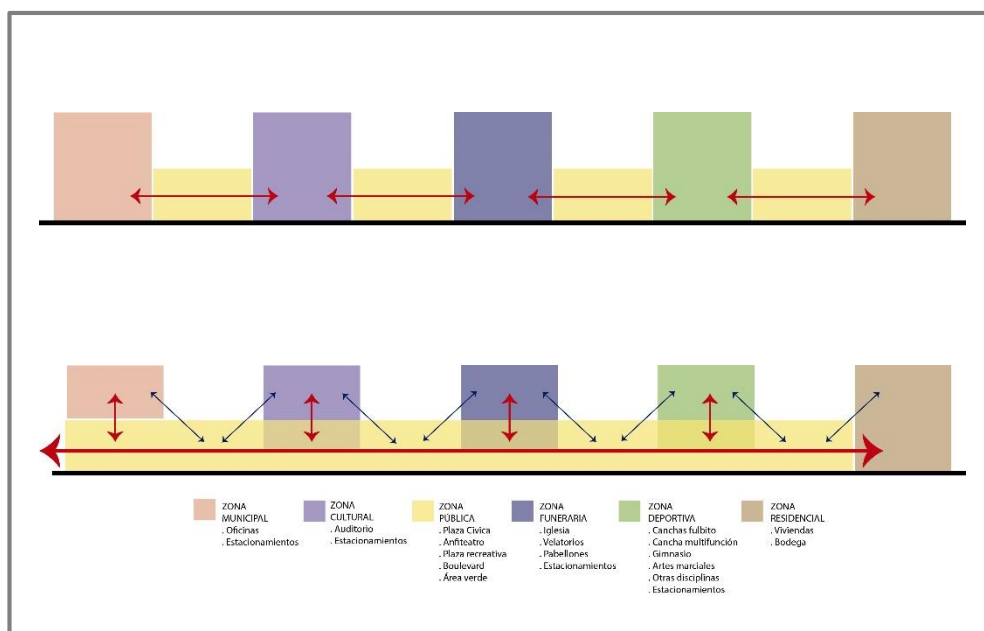 ZONA
MUNICIPAL
. Oficinas
. Estacionamientos
ZONA
CULTURAL
. Auditorio
. Estacionamientos
ZONA
PÚBLICA
. Plaza Civica
. Anfiteatro
. Plaza recreativa
. Boulevard
. Área verde
ZONA
FUNERARIA
. Iglesia
. Velatorios
. Pabellones
. Estacionamientos
ZONA
DEPORTIVA
. Canchas fulbito
. Cancha multifunción
. Gimnasio
. Artes marciales
. Otras disciplinas
. Estacionamientos
ZONA
RESIDENCIAL
. Viviendas
. Bodega